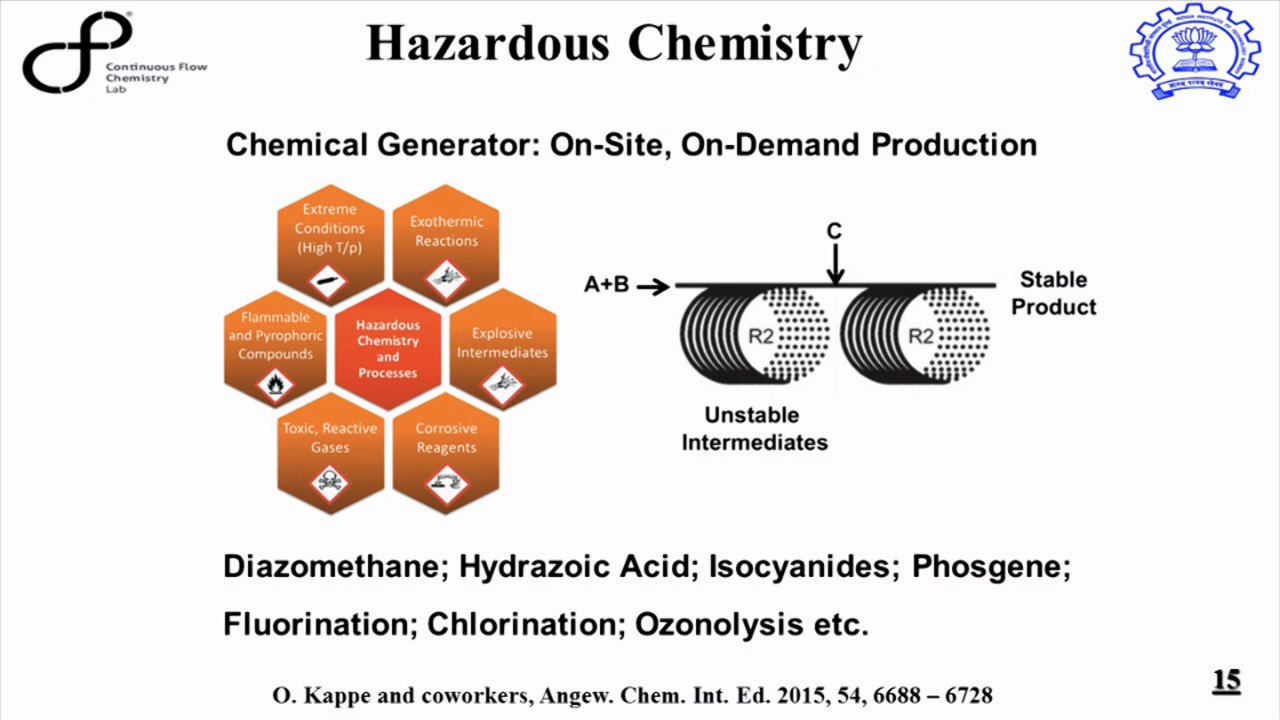 Hazardous Chemistry
Continuous Flow
Chemistry
Lab
Chemical Generator: On-Site, On-Demand Production
Extreme
Conditions
(High T/p)
Exothermic
Reactions
Flammable
and Pyrophoric
Compounds
Hazardous
Chemistry
and
Processes
Explosive
Intermediates
Toxic, Reactive
Gases
Corrosive
Reagents
C
A+B
R2
R2
Stable
Product
Unstable
Intermediates
Diazomethane; Hydrazoic Acid; Isocyanides; Phosgene;
Fluorination; Chlorination; Ozonolysis etc.
O. Kappe and coworkers, Angew. Chem. Int. Ed. 2015, 54, 6688 – 6728
15